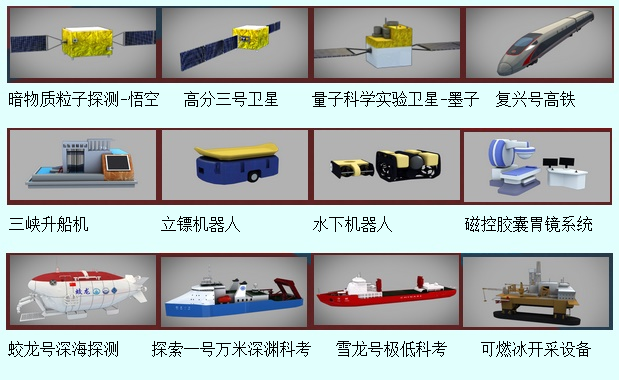 暗物质粒子探测-悟空
高分三号卫星
量子科学实验卫星-墨子
复兴号高铁
三峡升船机
立镖机器人
水下机器人
磁控胶囊胃镜系统
蛟龙
蛟龙号深海探测
探索一号万米深渊科考
雪龙号极低科考
可燃冰开采设备